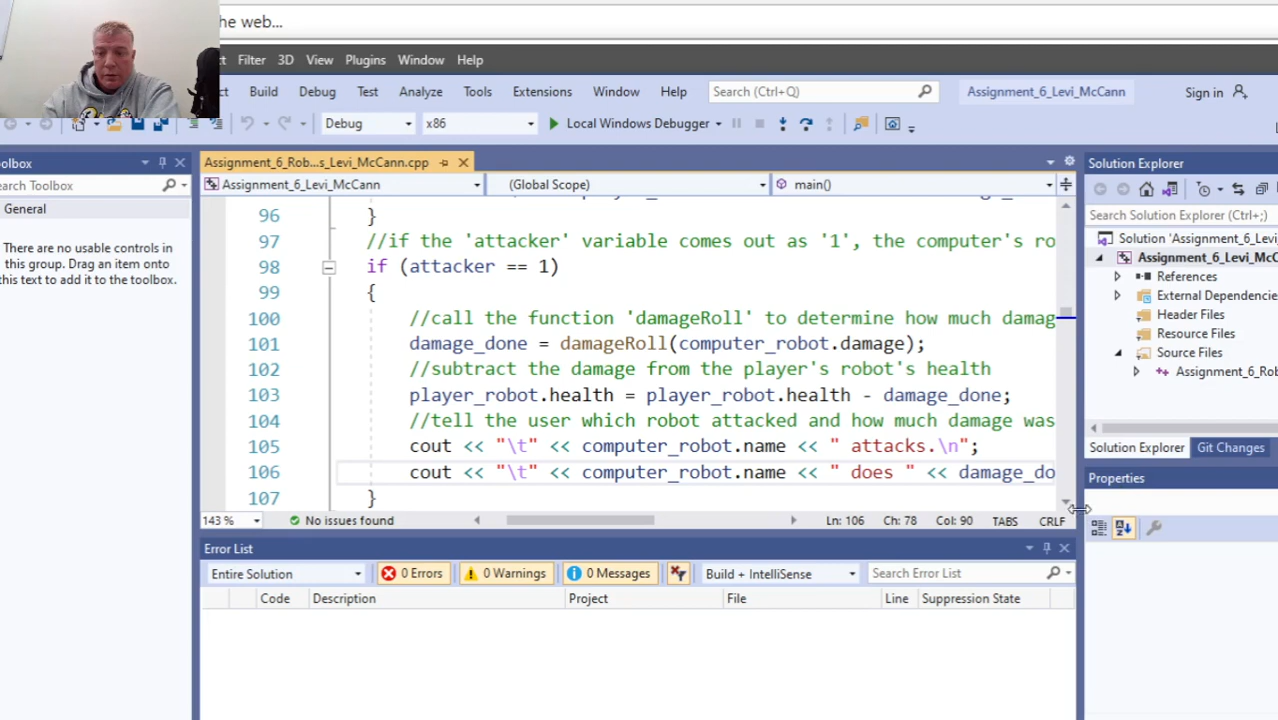 he web...
Filter 3D View Plugins Window Help
Build Debug Test Analyze Tools Extensions Window Help Search (Ctrl+Q) Assignment_6_Levi_McCann Sign in
Debug x86 Local Windows Debugger
oolbox
earch Toolbox
General
There are no usable controls in
this group. Drag an item onto
this text to add it to the toolbox.
Assignment_6_Rob...s_Levi_McCann.cpp
Assignment_6_Levi_McCann (Global Scope) main()
96 }
97 //if the 'attacker' variable comes out as '1', the computer's ro
98 if (attacker == 1)
99 {
100 //call the function 'damageRoll' to determine how much damag
101 damage_done = damageRoll(computer_robot.damage);
102 //subtract the damage from the player's robot's health
103 player_robot.health = player_robot.health - damage_done;
104 //tell the user which robot attacked and how much damage was
105 cout << "\t" << computer_robot.name << " attacks.\n";
106 cout << "\t" << computer_robot.name << " does " << damage_do
107 }
143 % No issues found Ln: 106 Ch: 78 Col: 90 TABS CRLF
Error List
Entire Solution 0 Errors 0 Warnings 0 Messages Build + IntelliSense Search Error List
Code Description Project File Line Suppression State
Solution Explorer
Search Solution Explorer (Ctrl+;)
Solution 'Assignment_6_Levi
Assignment_6_Levi_McC
References
External Dependencie
Header Files
Resource Files
Source Files
Assignment_6_Rob
Solution Explorer Git Changes
Properties